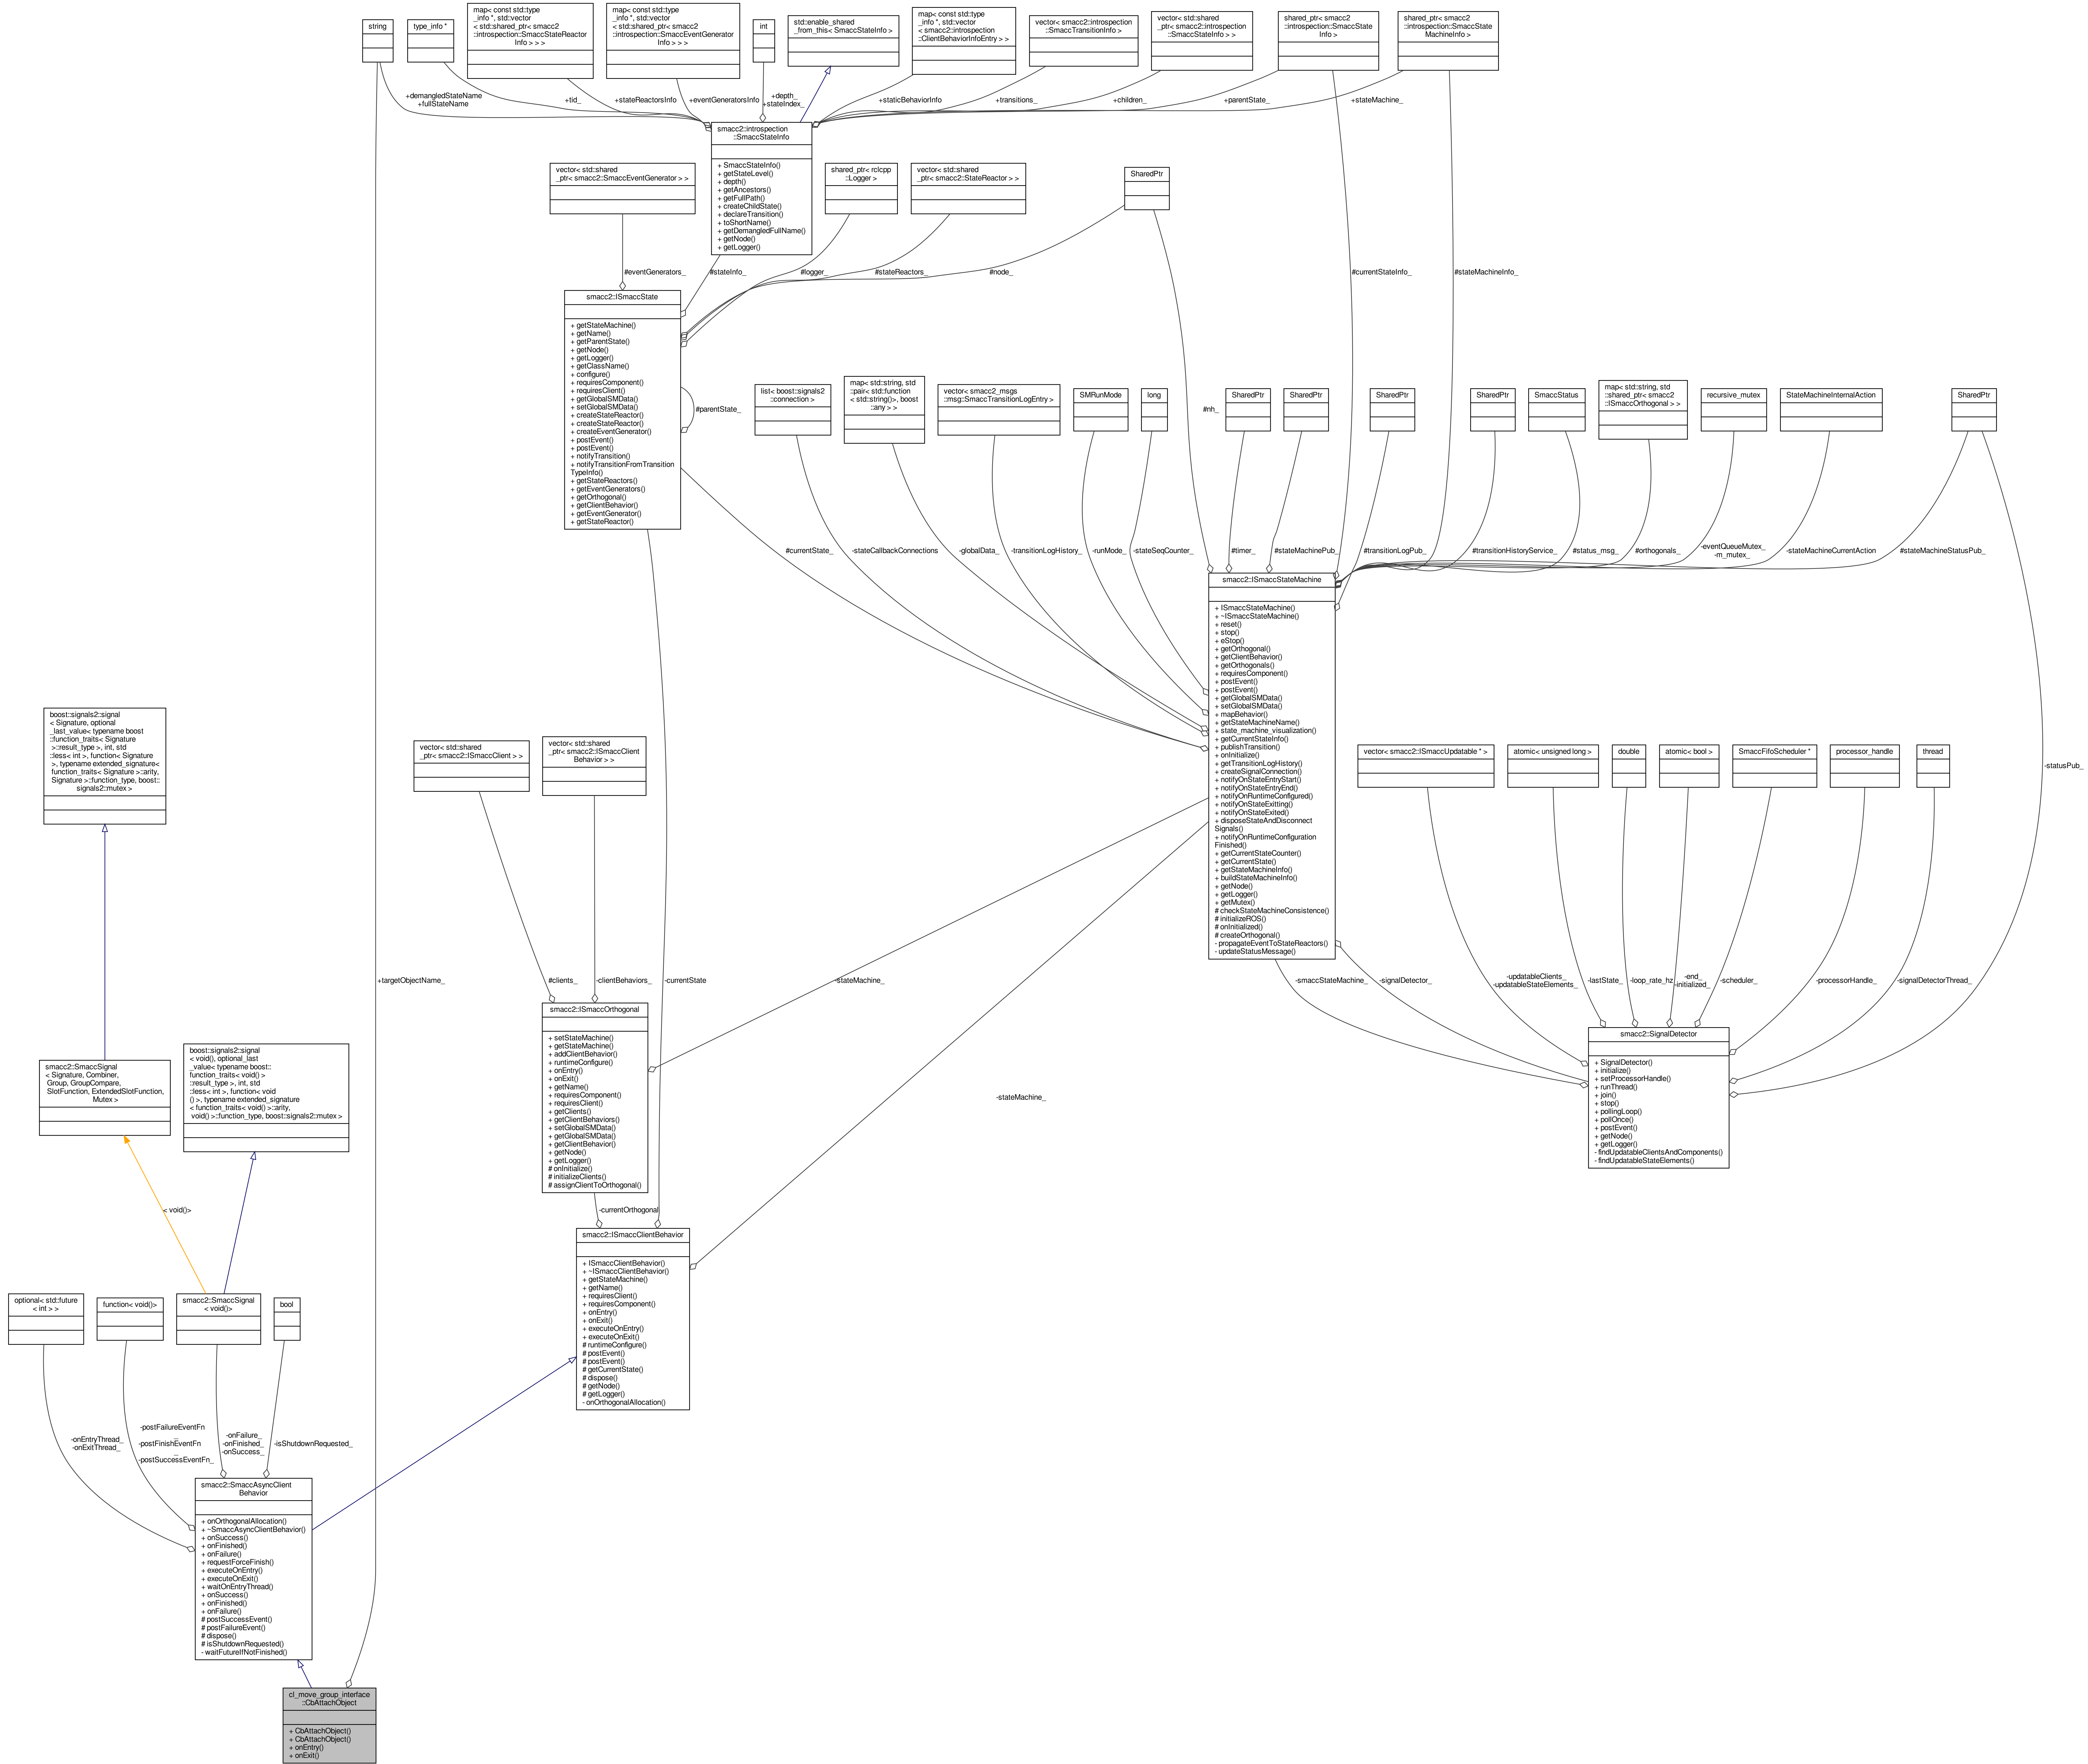 string
type_info *
map< const std::type
_info *, std::vector
< std::shared_ptr< smacc2
::introspection::SmaccStateReactor
Info > > >
map< const std::type
_info *, std::vector
< std::shared_ptr< smacc2
::introspection::SmaccEventGenerator
Info > > >
int
std::enable_shared
_from_this< SmaccStateInfo >
map< const std::type
_info *, std::vector
< smacc2::introspection
::ClientBehaviorInfoEntry > >
vector< smacc2::introspection
::SmaccTransitionInfo >
vector< std::shared
_ptr< smacc2::introspection
::SmaccStateInfo > >
shared_ptr< smacc2
::introspection::SmaccState
Info >
shared_ptr< smacc2
::introspection::SmaccState
MachineInfo >
+demangledStateName
+fullStateName
+tid_
+stateReactorsInfo
+eventGeneratorsInfo
+depth_
+stateIndex_
+staticBehaviorInfo
+transitions_
+children_
+parentState_
+stateMachine_
smacc2::introspection
::SmaccStateInfo
+ SmaccStateInfo()
+ getStateLevel()
+ depth()
+ getAncestors()
+ getFullPath()
+ createChildState()
+ declareTransition()
+ toShortName()
+ getDemangledFullName()
+ getNode()
+ getLogger()
vector< std::shared
_ptr< smacc2::SmaccEventGenerator > >
shared_ptr< rclcpp
::Logger >
vector< std::shared
_ptr< smacc2::StateReactor > >
SharedPtr
#eventGenerators_
#stateInfo_
#logger_
#stateReactors_
#node_
#currentStateInfo_
#stateMachineInfo_
smacc2::ISmaccState
+ getStateMachine()
+ getName()
+ getParentState()
+ getNode()
+ getLogger()
+ getClassName()
+ configure()
+ requiresComponent()
+ requiresClient()
+ getGlobalSMData()
+ setGlobalSMData()
+ createStateReactor()
+ createStateReactor()
+ createEventGenerator()
+ postEvent()
+ postEvent()
+ notifyTransition()
+ notifyTransitionFromTransition
TypeInfo()
+ getStateReactors()
+ getEventGenerators()
+ getOrthogonal()
+ getClientBehavior()
+ getEventGenerator()
+ getStateReactor()
#parentState_
list< boost::signals2
::connection >
map< std::string, std
::pair< std::function
< std::string()>, boost
::any > >
vector< smacc2_msgs
::msg::SmaccTransitionLogEntry >
SMRunMode
long
#nh_
SharedPtr
SharedPtr
SharedPtr
SharedPtr
SmaccStatus
map< std::string, std
::shared_ptr< smacc2
::ISmaccOrthogonal > >
recursive_mutex
StateMachineInternalAction
SharedPtr
#currentState_
-stateCallbackConnections
-globalData_
-transitionLogHistory_
-runMode_
-stateSeqCounter_
#timer_
#stateMachinePub_
#transitionLogPub_
#transitionHistoryService_
#status_msg_
#orthogonals_
-eventQueueMutex_
-m_mutex_
-stateMachineCurrentAction
#stateMachineStatusPub_
smacc2::ISmaccStateMachine
+ ISmaccStateMachine()
+ ~ISmaccStateMachine()
+ reset()
+ stop()
+ eStop()
+ getOrthogonal()
+ getClientBehavior()
+ getOrthogonals()
+ requiresComponent()
+ postEvent()
+ postEvent()
+ getGlobalSMData()
+ setGlobalSMData()
+ mapBehavior()
+ getStateMachineName()
+ state_machine_visualization()
+ getCurrentStateInfo()
+ publishTransition()
+ onInitialize()
+ getTransitionLogHistory()
+ createSignalConnection()
+ notifyOnStateEntryStart()
+ notifyOnStateEntryEnd()
+ notifyOnRuntimeConfigured()
+ notifyOnStateExitting()
+ notifyOnStateExited()
+ disposeStateAndDisconnect
Signals()
+ notifyOnRuntimeConfiguration
Finished()
+ getCurrentStateCounter()
+ getCurrentState()
+ getStateMachineInfo()
+ buildStateMachineInfo()
+ getNode()
+ getLogger()
+ getMutex()
# checkStateMachineConsistence()
# initializeROS()
# onInitialized()
# createOrthogonal()
- propagateEventToStateReactors()
- updateStatusMessage()
boost::signals2::signal
< Signature, optional
_last_value< typename boost
::function_traits< Signature
>::result_type >, int, std
::less< int >, function< Signature
>, typename extended_signature<
function_traits< Signature >::arity,
Signature >::function_type, boost::
signals2::mutex >
vector< std::shared
_ptr< smacc2::ISmaccClient > >
vector< std::shared
_ptr< smacc2::ISmaccClient
Behavior > >
vector< smacc2::ISmaccUpdatable * >
atomic< unsigned long >
double
atomic< bool >
SmaccFifoScheduler *
processor_handle
thread
-statusPub_
+targetObjectName_
#clients_
-clientBehaviors_
-currentState
-stateMachine_
-smaccStateMachine_
-signalDetector_
-updatableClients_
-updatableStateElements_
-lastState_
-loop_rate_hz_
-end_
-initialized_
-scheduler_
-processorHandle_
-signalDetectorThread_
smacc2::ISmaccOrthogonal
+ setStateMachine()
+ getStateMachine()
+ addClientBehavior()
+ runtimeConfigure()
+ onEntry()
+ onExit()
+ getName()
+ requiresComponent()
+ requiresClient()
+ getClients()
+ getClientBehaviors()
+ setGlobalSMData()
+ getGlobalSMData()
+ getClientBehavior()
+ getNode()
+ getLogger()
# onInitialize()
# initializeClients()
# assignClientToOrthogonal()
smacc2::SignalDetector
+ SignalDetector()
+ initialize()
+ setProcessorHandle()
+ runThread()
+ join()
+ stop()
+ pollingLoop()
+ pollOnce()
+ postEvent()
+ getNode()
+ getLogger()
- findUpdatableClientsAndComponents()
- findUpdatableStateElements()
smacc2::SmaccSignal
< Signature, Combiner,
Group, GroupCompare,
SlotFunction, ExtendedSlotFunction,
Mutex >
boost::signals2::signal
< void(), optional_last
_value< typename boost::
function_traits< void() >
::result_type >, int, std
::less< int >, function< void
() >, typename extended_signature
< function_traits< void() >::arity,
void() >::function_type, boost::signals2::mutex >
-stateMachine_
< void()>
-currentOrthogonal
smacc2::ISmaccClientBehavior
+ ISmaccClientBehavior()
+ ~ISmaccClientBehavior()
+ getStateMachine()
+ getName()
+ requiresClient()
+ requiresComponent()
+ onEntry()
+ onExit()
+ executeOnEntry()
+ executeOnExit()
# runtimeConfigure()
# postEvent()
# postEvent()
# getCurrentState()
# dispose()
# getNode()
# getLogger()
- onOrthogonalAllocation()
optional< std::future
< int > >
function< void()>
smacc2::SmaccSignal
< void()>
bool
-onEntryThread_
-onExitThread_
-postFailureEventFn
_
-postFinishEventFn
_
-postSuccessEventFn_
-onFailure_
-onFinished_
-onSuccess_
-isShutdownRequested_
smacc2::SmaccAsyncClient
Behavior
+ onOrthogonalAllocation()
+ ~SmaccAsyncClientBehavior()
+ onSuccess()
+ onFinished()
+ onFailure()
+ requestForceFinish()
+ executeOnEntry()
+ executeOnExit()
+ waitOnEntryThread()
+ onSuccess()
+ onFinished()
+ onFailure()
# postSuccessEvent()
# postFailureEvent()
# dispose()
# isShutdownRequested()
- waitFutureIfNotFinished()
cl_move_group_interface
::CbAttachObject
+ CbAttachObject()
+ CbAttachObject()
+ onEntry()
+ onExit()